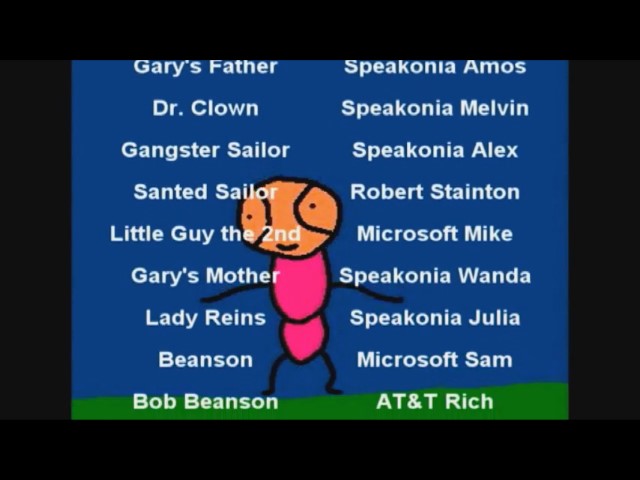 Gary's Father Speakonia Amos
Dr. Clown Speakonia Melvin
Gangster Sailor Speakonia Alex
Santed Sailor Robert Stainton
Little Guy the 2nd Microsoft Mike
Gary's Mother Speakonia Wanda
Lady Reins Speakonia Julia
Beanson Microsoft Sam
Bob Beanson AT&T Rich